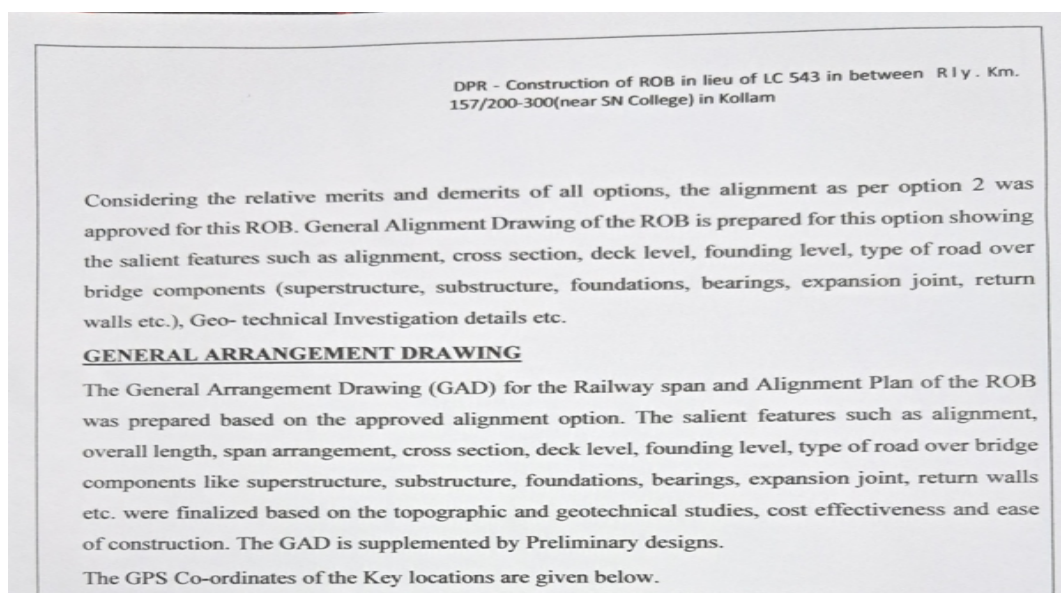 DPR - Construction of ROB in lieu of LC 543 in between Rly. Km.
157/200-300(near SN College) in Kollam
Considering the relative merits and demerits of all options, the alignment as per option 2 was
approved for this ROB. General Alignment Drawing of the ROB is prepared for this option showing
the salient features such as alignment, cross section, deck level, founding level, type of road over
bridge components (superstructure, substructure, foundations, bearings, expansion joint, return
walls etc.), Geo- technical Investigation details etc.
GENERAL ARRANGEMENT DRAWING
The General Arrangement Drawing (GAD) for the Railway span and Alignment Plan of the ROB
was prepared based on the approved alignment option. The salient features such as alignment,
overall length, span arrangement, cross section, deck level, founding level, type of road over bridge
components like superstructure, substructure, foundations, bearings, expansion joint, return walls
etc. were finalized based on the topographic and geotechnical studies, cost effectiveness and ease
of construction. The GAD is supplemented by Preliminary designs.
The GPS Co-ordinates of the Key locations are given below.